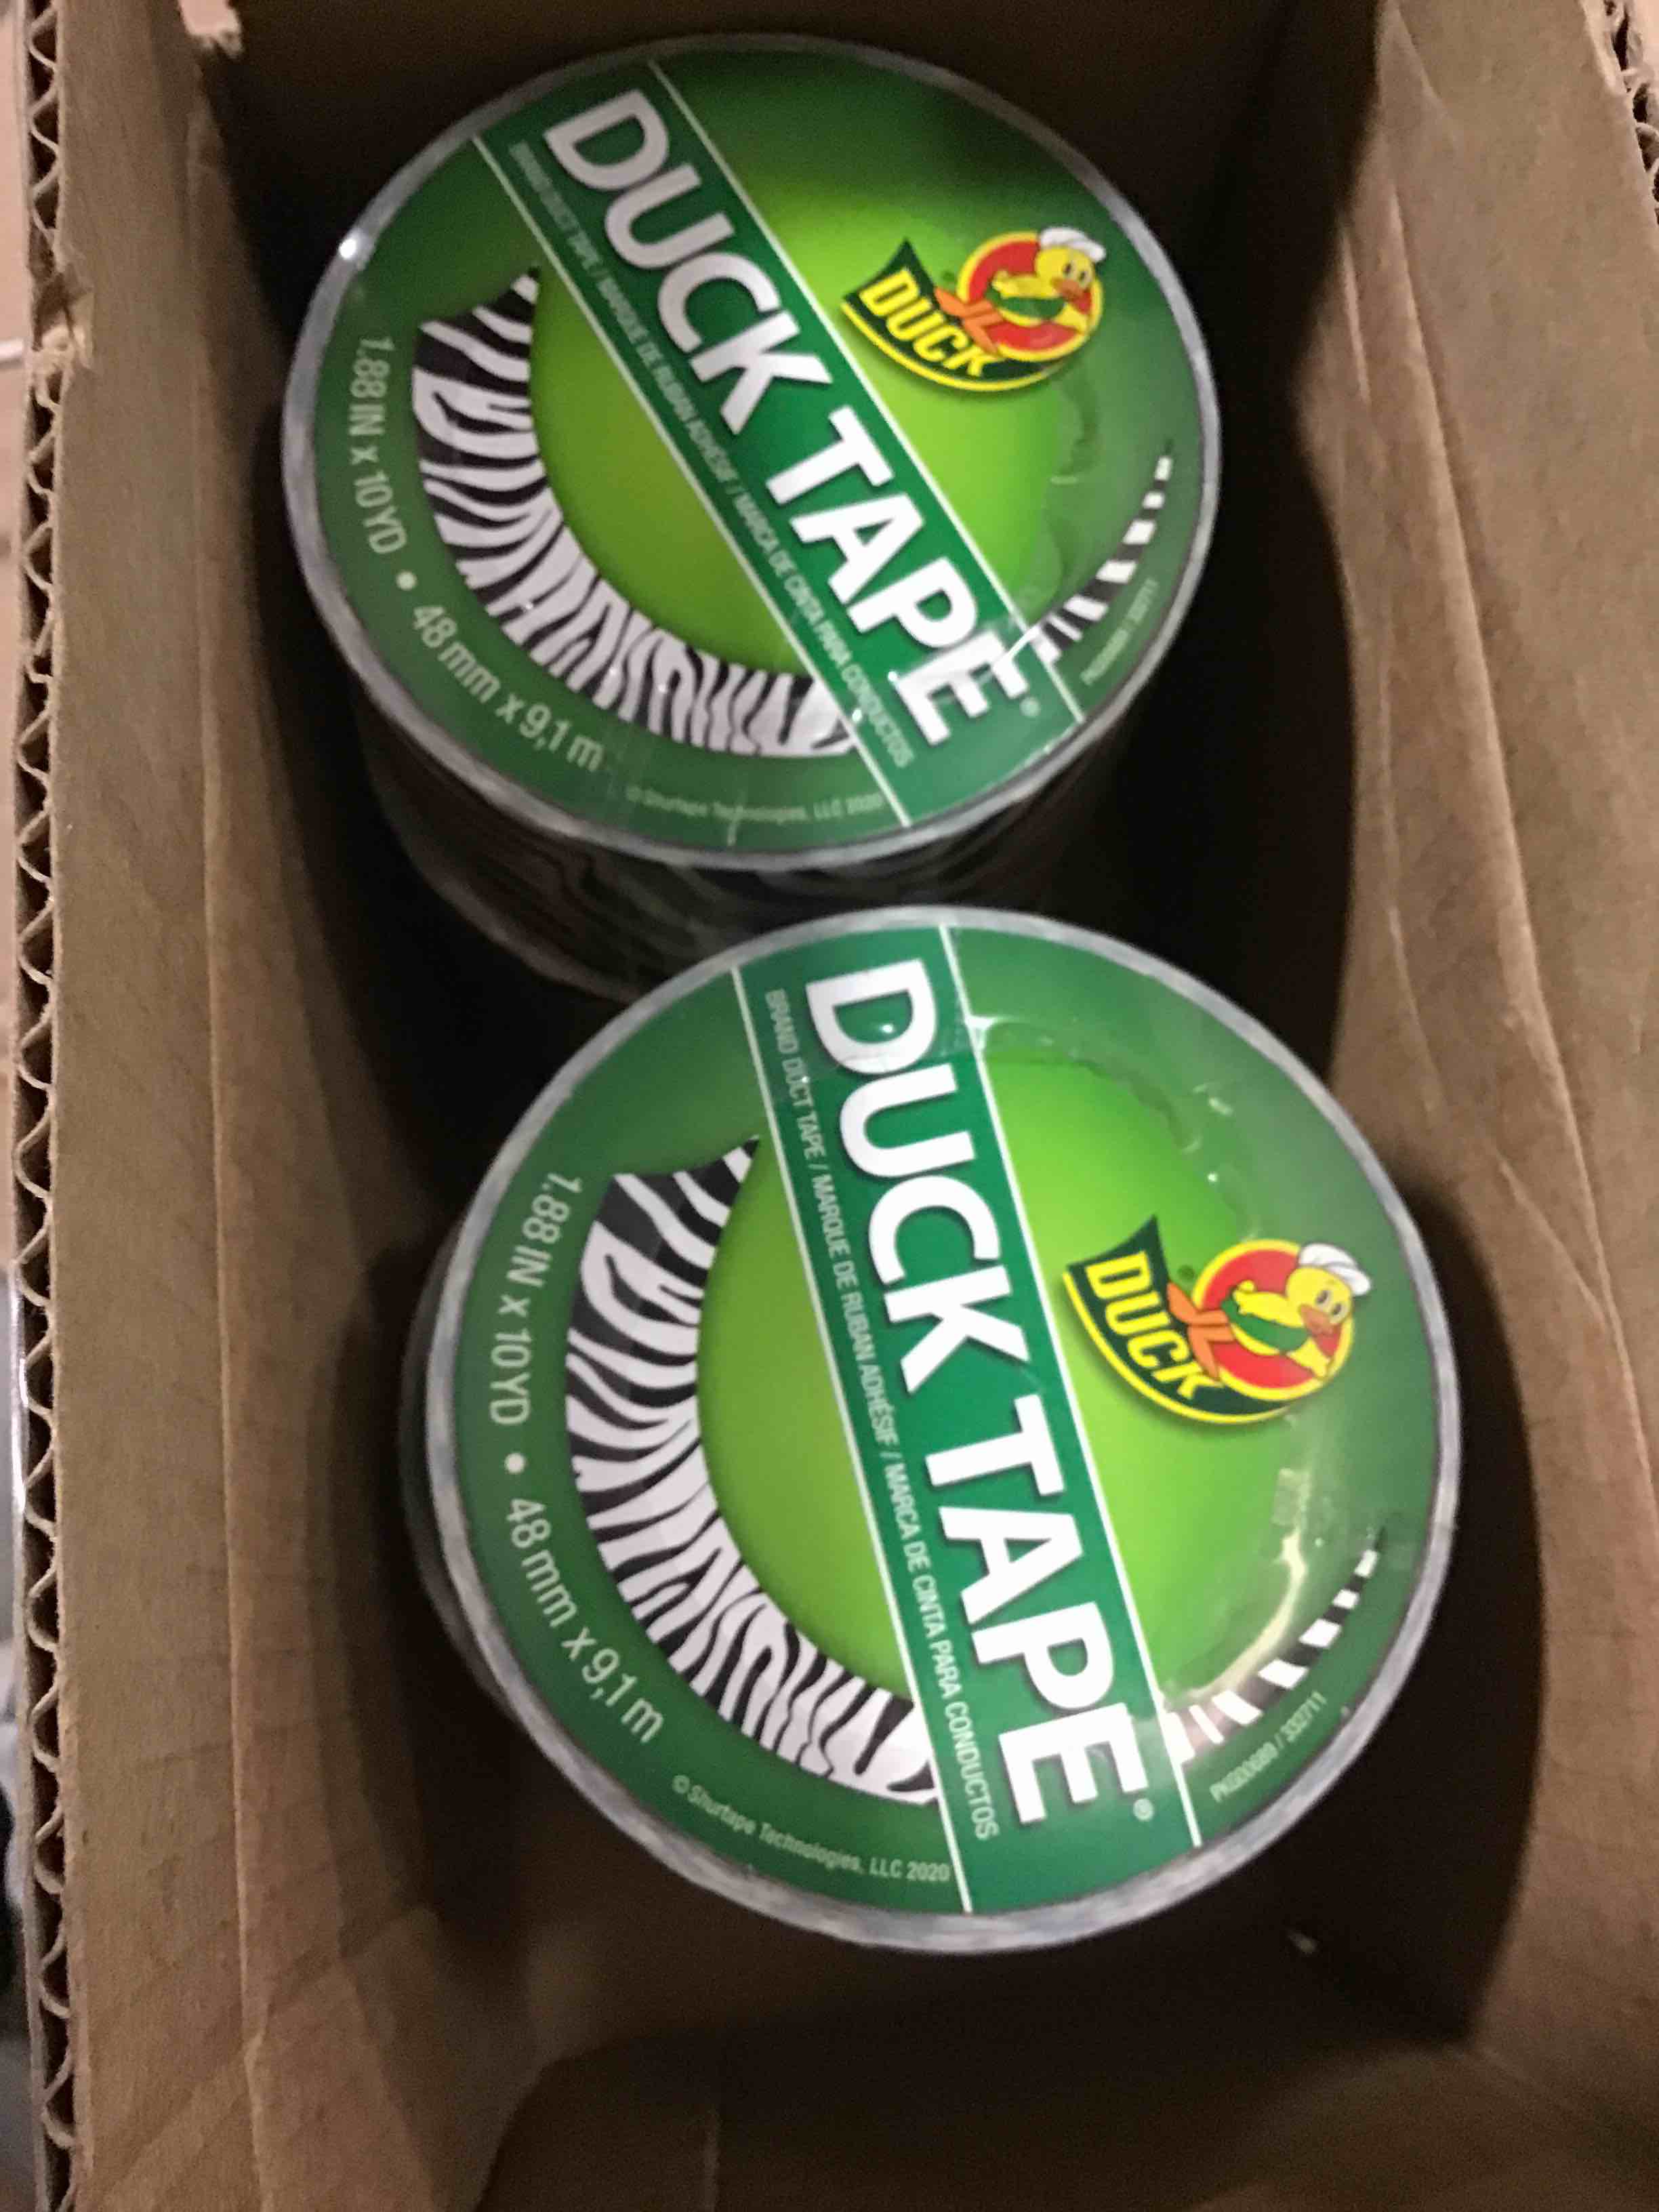 DUCK TAPE®
BRAND DUCT TAPE / MARQUE DE RUBAN ADHÉSIF / MARCA DE CINTA PARA CONDUCTOS
DUCK
1.88 IN x 10 YD • 48 mm x 9,1 m
© Shurtape Technologies, LLC 2020
DUCK TAPE®
BRAND DUCT TAPE / MARQUE DE RUBAN ADHÉSIF / MARCA DE CINTA PARA CONDUCTOS
DUCK
1.88 IN x 10 YD • 48 mm x 9,1 m
© Shurtape Technologies, LLC 2020